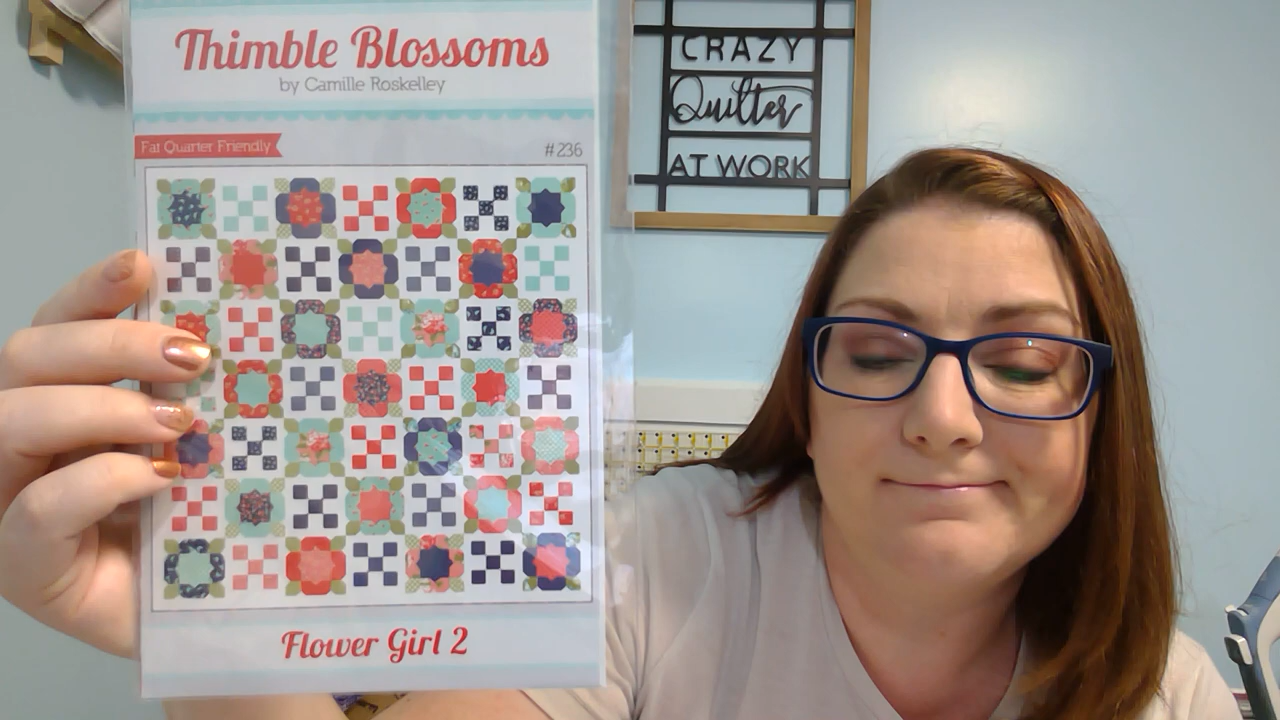 Thimble Blossoms
by Camille Roskelley
Fat Quarter Friendly
#236
Flower Girl 2
CRAZY
Quilter
AT WORK